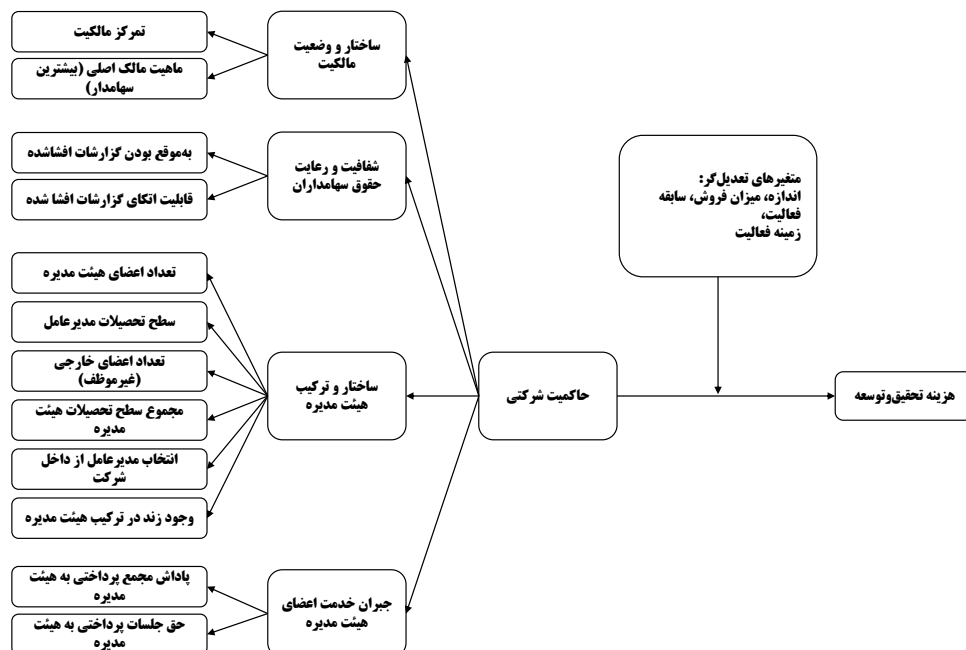 ساختار و وضعیت
مالکیت
تمرکز مالکیت
ماهیت مالک اصلی (بیشترین
سهامدار)
شفافیت و رعایت
حقوق سهامداران
به‌موقع بودن گزارشات افشاشده
قابلیت اتکای گزارشات افشا شده
متغیرهای تعدیل‌گر:
اندازه، میزان فروش، سابقه
فعالیت،
زمینه فعالیت
هزینه تحقیق‌وتوسعه
حاکمیت شرکتی
ساختار و ترکیب
هیئت مدیره
تعداد اعضای هیئت مدیره
سطح تحصیلات مدیرعامل
تعداد اعضای خارجی
(غیرموظف)
مجموع سطح تحصیلات هیئت
مدیره
انتخاب مدیرعامل از داخل
شرکت
وجود زند در ترکیب هیئت مدیره
جبران خدمت اعضای
هیئت مدیره
پاداش مجمع پرداختی به هیئت
مدیره
حق جلسات پرداختی به هیئت
مدیره